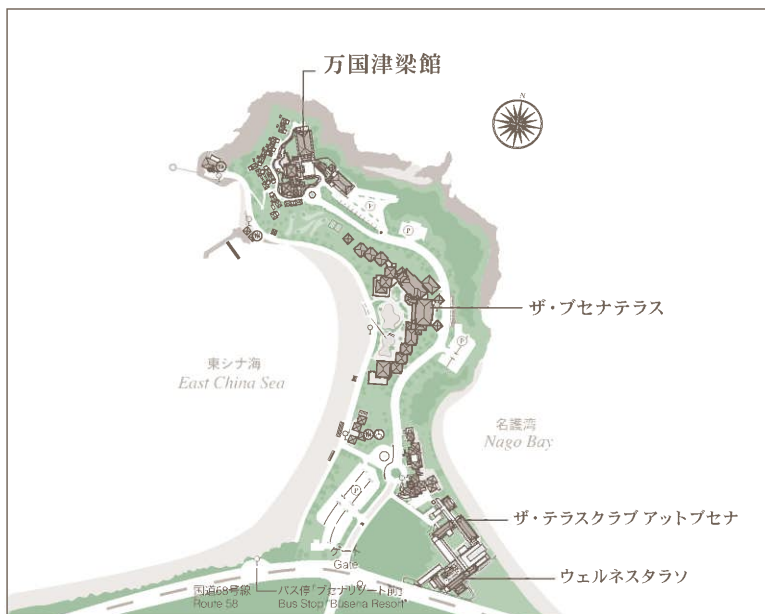 万国津梁館
N
P
P
ザ・ブセナテラス
P
東シナ海
East China Sea
名護湾
Nago Bay
P
ザ・テラスクラブ アットブセナ
ゲート
Gate
ウェルネスタラソ
国道58号線
Route 58
バス停「ブセナリゾート前」
Bus Stop "Busena Resort"